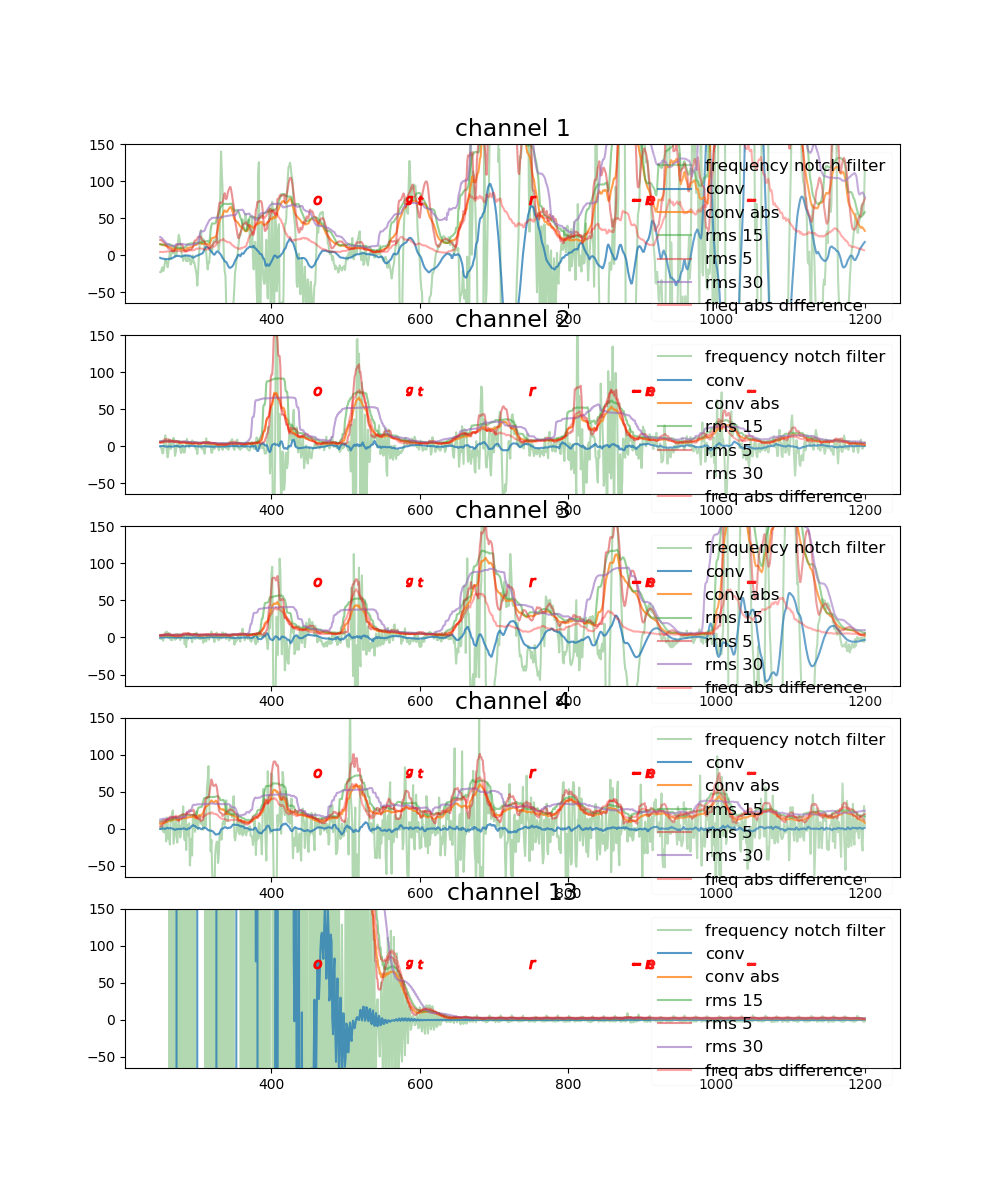 channel 1
150
100
50
0
−50
o g t r
frequency notch filter
conv
conv abs
rms 15
rms 5
rms 30
freq abs difference
400 600 800 1000 1200
channel 2
150
100
50
0
−50
o g t r
frequency notch filter
conv
conv abs
rms 15
rms 5
rms 30
freq abs difference
400 600 800 1000 1200
channel 3
150
100
50
0
−50
o g t r
frequency notch filter
conv
conv abs
rms 15
rms 5
rms 30
freq abs difference
400 600 800 1000 1200
channel 4
150
100
50
0
−50
o g t r
frequency notch filter
conv
conv abs
rms 15
rms 5
rms 30
freq abs difference
400 600 800 1000 1200
channel 13
150
100
50
0
−50
o g t r
frequency notch filter
conv
conv abs
rms 15
rms 5
rms 30
freq abs difference
400 600 800 1000 1200